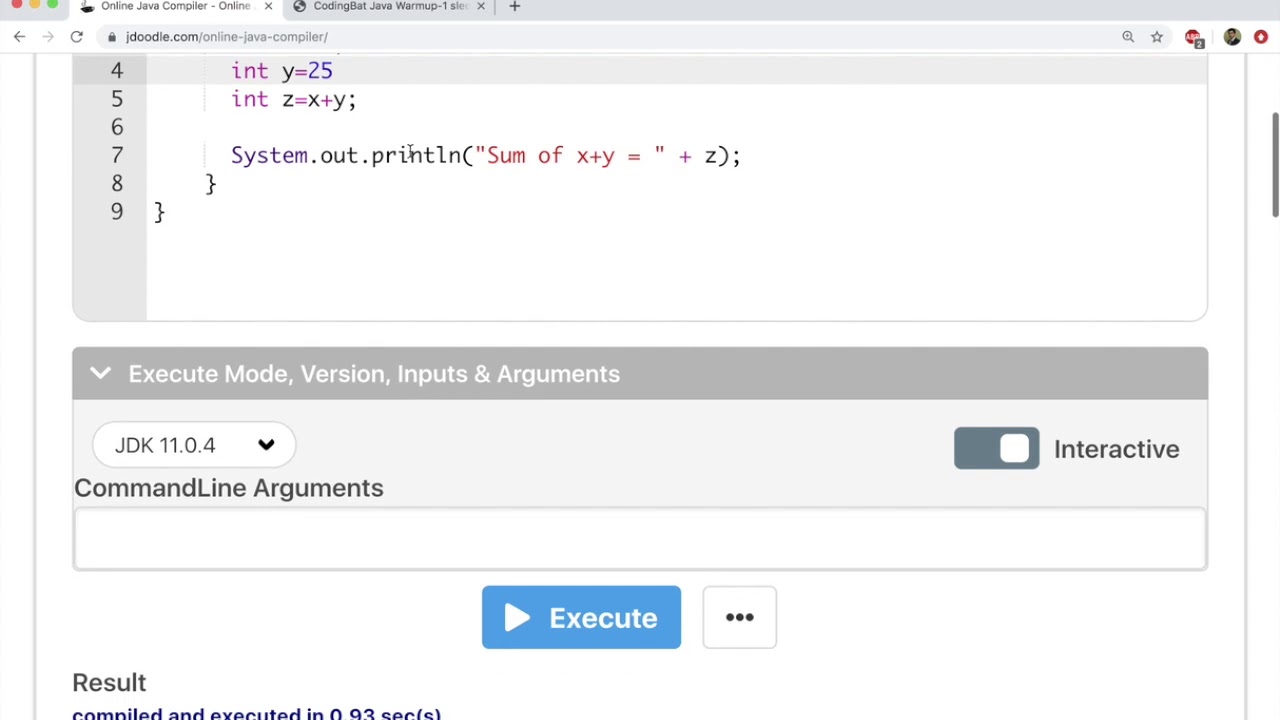 Online Java Compiler - Online
CodingBat Java Warmup-1 slee
jdoodle.com/online-java-compiler/
2
4 int y=25
5 int z=x+y;
6
7 System.out.println("Sum of x+y = " + z);
8 }
9 }
Execute Mode, Version, Inputs & Arguments
JDK 11.0.4
Interactive
CommandLine Arguments
Execute
Result
compiled and executed in 0.93 sec(s)